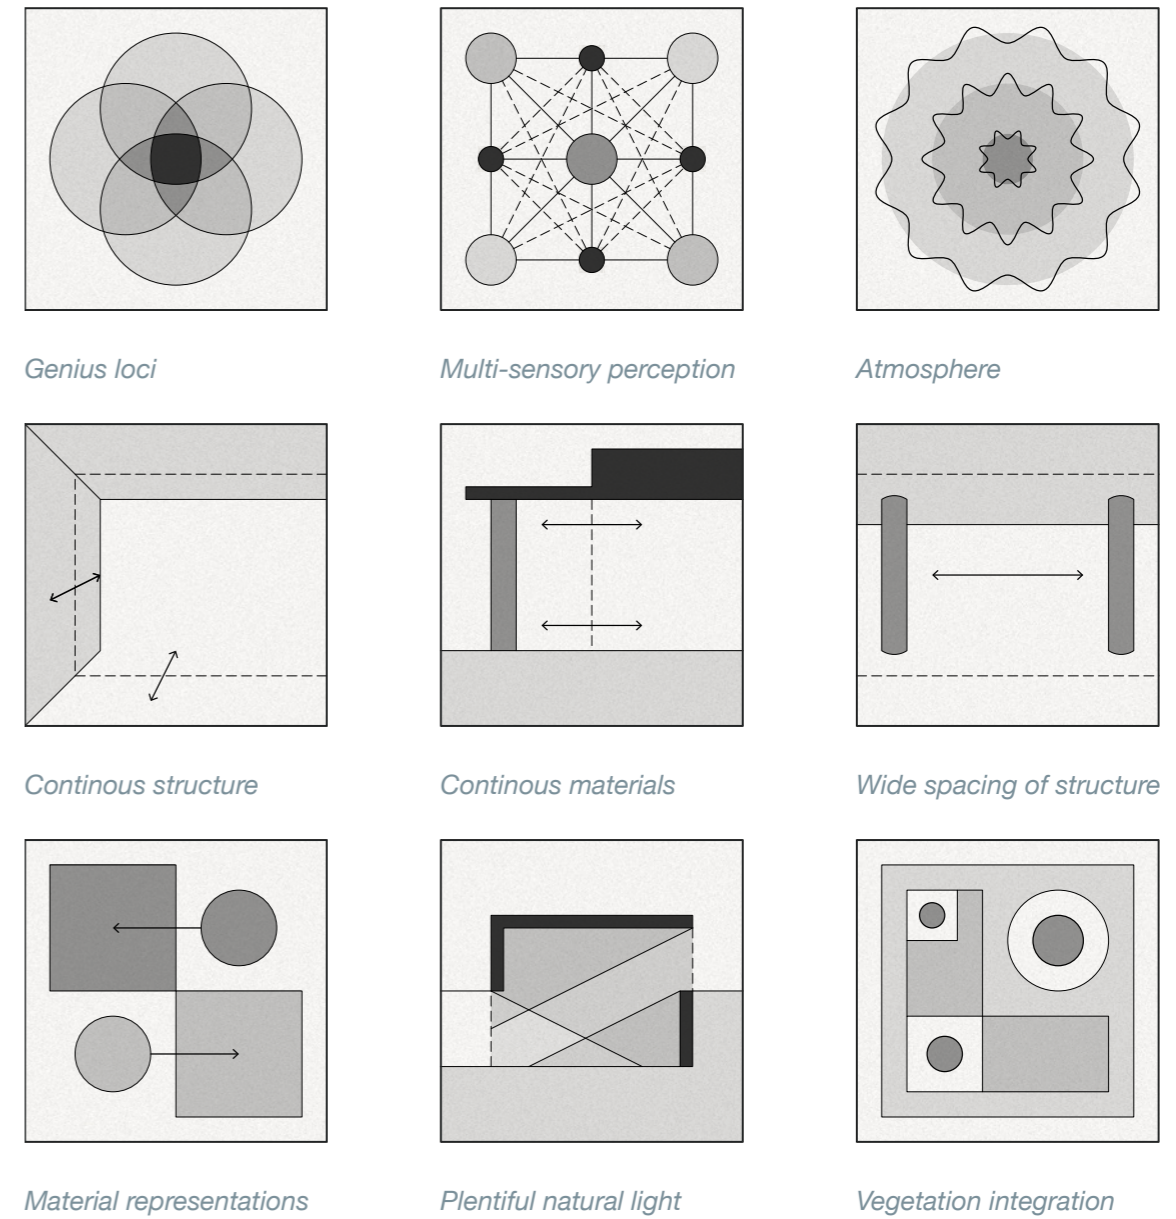 Genius loci
Multi-sensory perception
Atmosphere
Continous structure
Continous materials
Wide spacing of structure
Material representations
Plentiful natural light
Vegetation integration